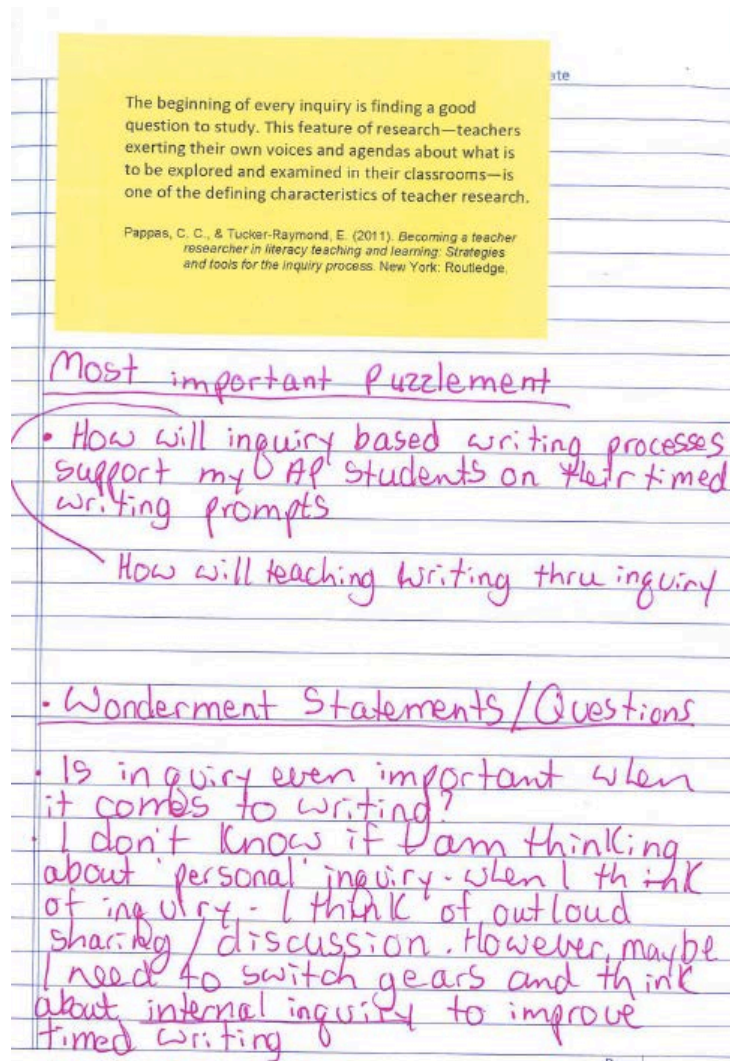 ate
The beginning of every inquiry is finding a good
question to study. This feature of research—teachers
exerting their own voices and agendas about what is
to be explored and examined in their classrooms—is
one of the defining characteristics of teacher research.
Pappas, C. C., & Tucker-Raymond, E. (2011). Becoming a teacher
researcher in literacy teaching and learning: Strategies
and tools for the inquiry process. New York: Routledge.
Most important Puzzlement
• How will inquiry based writing processes
support my AP students on their timed
writing prompts
How will teaching writing thru inquiry
• Wonderment Statements/Questions
• Is inquiry even important when
it comes to writing?
• I don't know if I am thinking
about 'personal' inquiry - when I think
of inquiry - I think of outloud
sharing / discussion. However, maybe
I need to switch gears and think
about internal inquiry to improve
timed writing